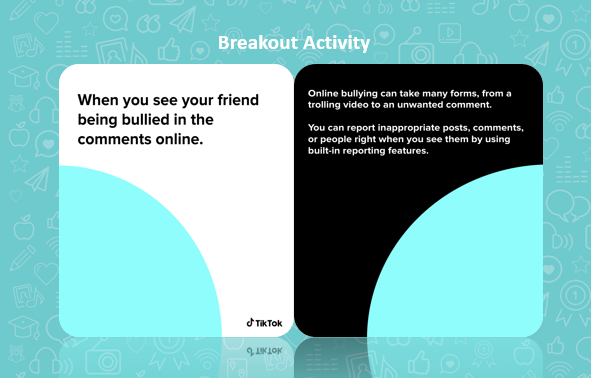 Breakout Activity
When you see your friend
being bullied in the
comments online.
TikTok
Online bullying can take many forms, from a
trolling video to an unwanted comment.
You can report inappropriate posts, comments,
or people right when you see them by using
built-in reporting features.